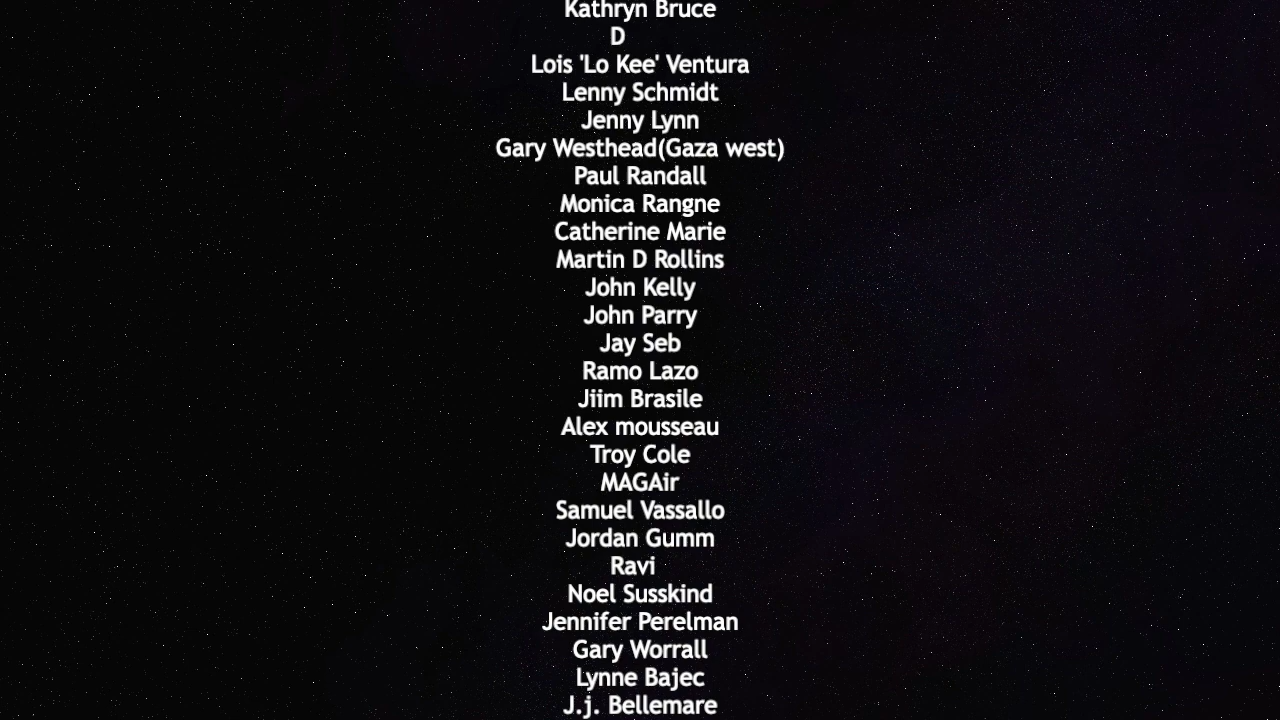 Kathryn Bruce
D
Lois 'Lo Kee' Ventura
Lenny Schmidt
Jenny Lynn
Gary Westhead(Gaza west)
Paul Randall
Monica Rangne
Catherine Marie
Martin D Rollins
John Kelly
John Parry
Jay Seb
Ramo Lazo
Jiim Brasile
Alex mousseau
Troy Cole
MAGAir
Samuel Vassallo
Jordan Gumm
Ravi
Noel Susskind
Jennifer Perelman
Gary Worrall
Lynne Bajec
J.j. Bellemare